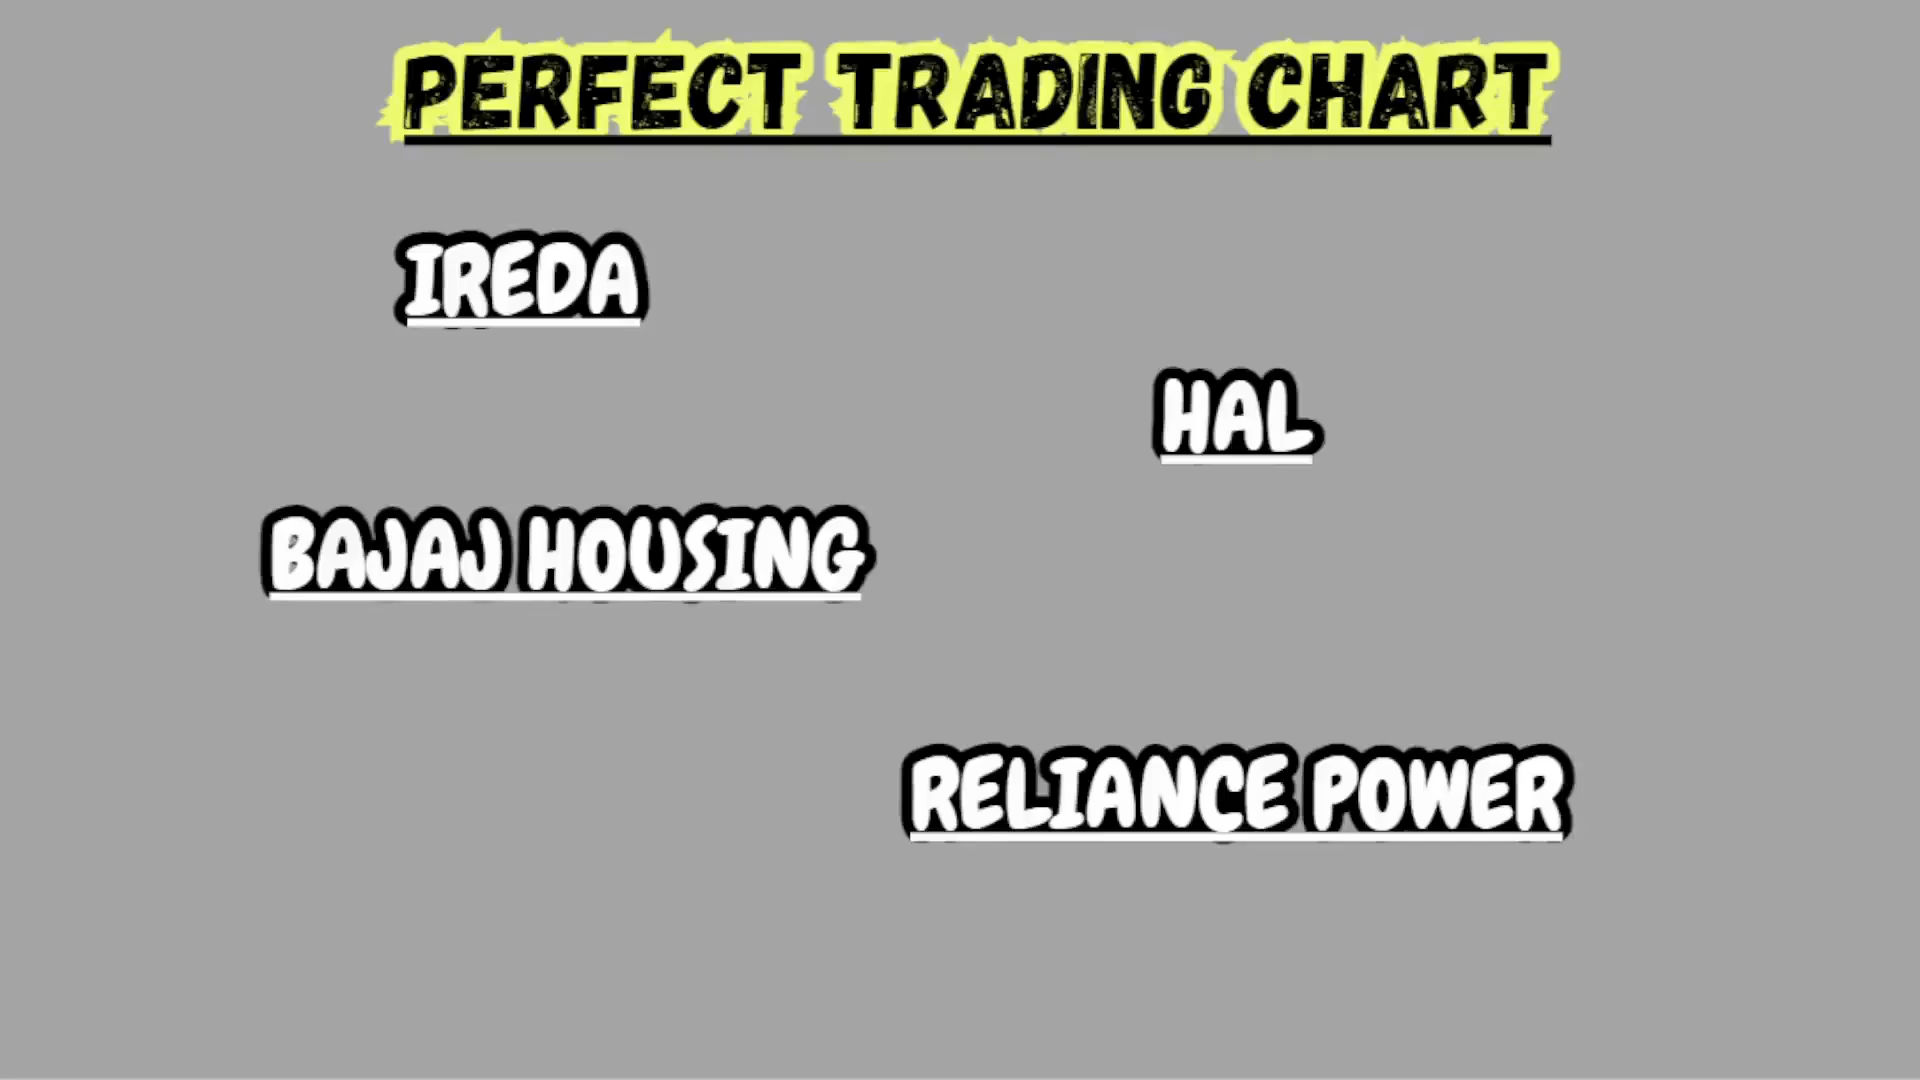 PERFECT TRADING CHART
IREDA
HAL
BAJAJ HOUSING
RELIANCE POWER